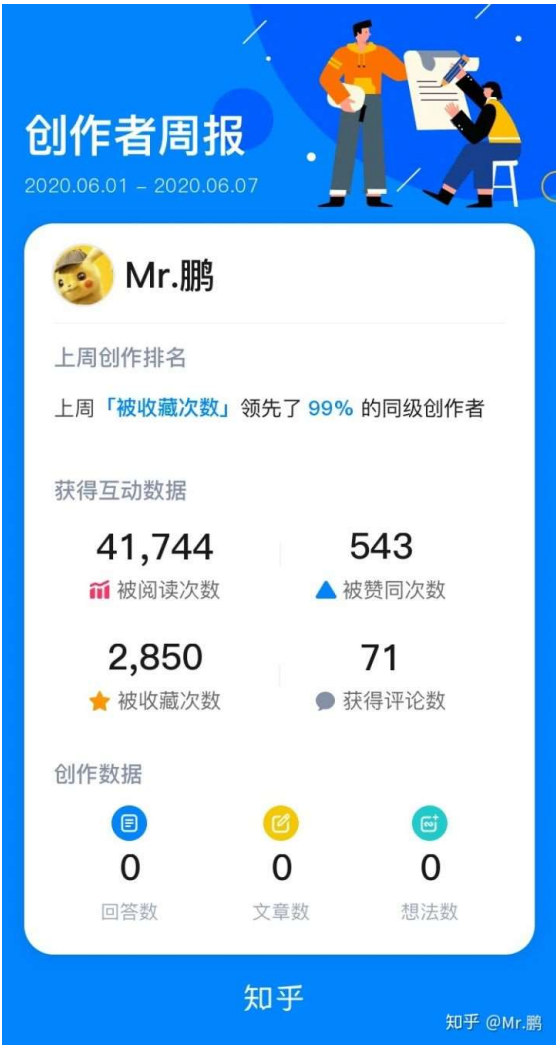 创作者周报
2020.06.01 – 2020.06.07
Mr.鹏
上周创作排名
上周「被收藏次数」领先了 99% 的同级创作者
获得互动数据
41,744 543
被阅读次数 被赞同次数
2,850 71
被收藏次数 获得评论数
创作数据
0 0 0
回答数 文章数 想法数
知乎
知乎 @Mr.鹏